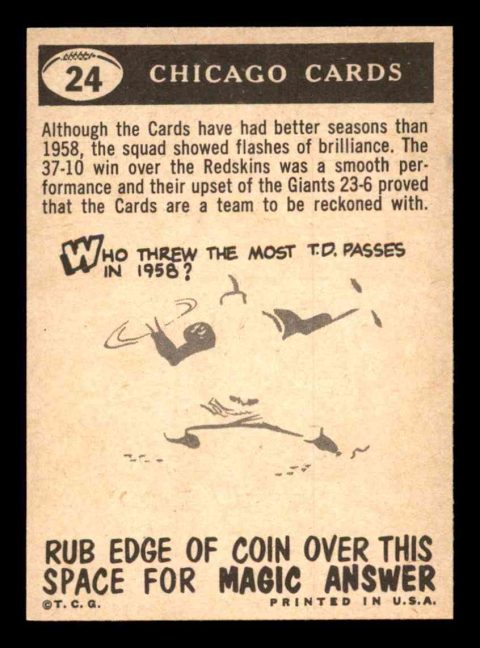 24
CHICAGO CARDS
Although the Cards have had better seasons than
1958, the squad showed flashes of brilliance. The
37-10 win over the Redskins was a smooth per-
formance and their upset of the Giants 23-6 proved
that the Cards are a team to be reckoned with.
WHO THREW THE MOST T.D. PASSES
IN 1958?
RUB EDGE OF COIN OVER THIS
SPACE FOR MAGIC ANSWER
©T.C.G. PRINTED IN U.S.A.